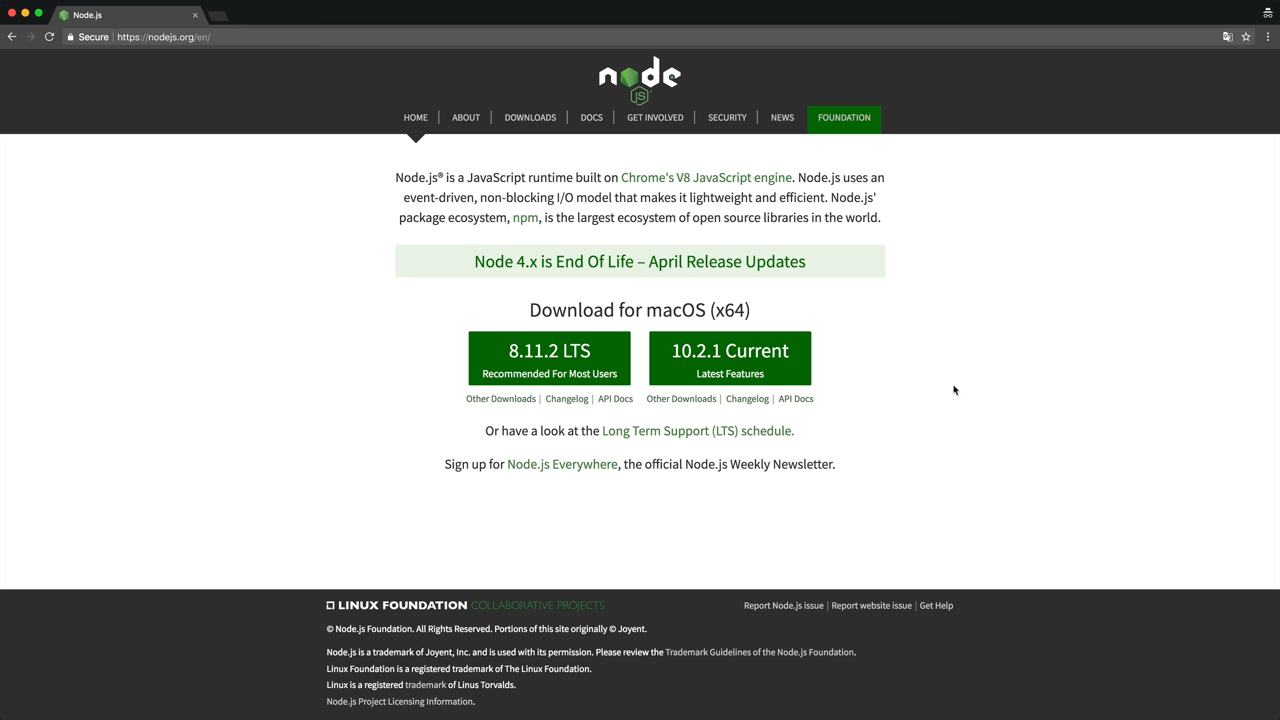 Node.js
Secure https://nodejs.org/en/
node
JS
HOME ABOUT DOWNLOADS DOCS GET INVOLVED SECURITY NEWS FOUNDATION
Node.js® is a JavaScript runtime built on Chrome's V8 JavaScript engine. Node.js uses an
event-driven, non-blocking I/O model that makes it lightweight and efficient. Node.js'
package ecosystem, npm, is the largest ecosystem of open source libraries in the world.
Node 4.x is End Of Life – April Release Updates
Download for macOS (x64)
8.11.2 LTS 10.2.1 Current
Recommended For Most Users Latest Features
Other Downloads | Changelog | API Docs Other Downloads | Changelog | API Docs
Or have a look at the Long Term Support (LTS) schedule.
Sign up for Node.js Everywhere, the official Node.js Weekly Newsletter.
LINUX FOUNDATION COLLABORATIVE PROJECTS Report Node.js issue | Report website issue | Get Help
© Node.js Foundation. All Rights Reserved. Portions of this site originally © Joyent.
Node.js is a trademark of Joyent, Inc. and is used with its permission. Please review the Trademark Guidelines of the Node.js Foundation.
Linux Foundation is a registered trademark of The Linux Foundation.
Linux is a registered trademark of Linus Torvalds.
Node.js Project Licensing Information.